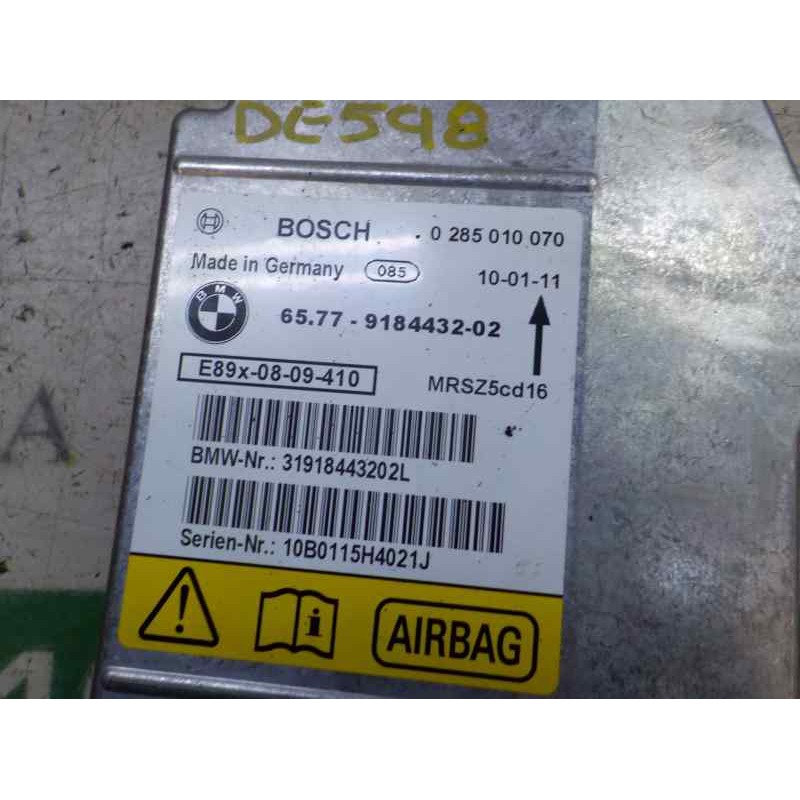 DE598
BOSCH 0 285 010 070
Made in Germany 085 10-01-11
BMW 65.77 - 9184432-02
E89x-08-09-410 MRSZ5cd16
BMW-Nr.: 31918443202L
Serien-Nr.: 10B0115H4021J
! i AIRBAG
A